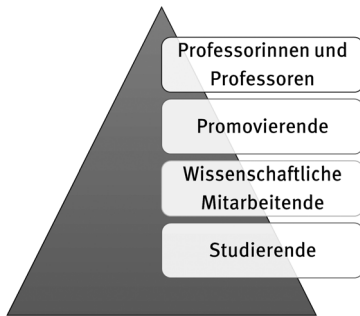 Professorinnen und
Professoren
Promovierende
Wissenschaftliche
Mitarbeitende
Studierende